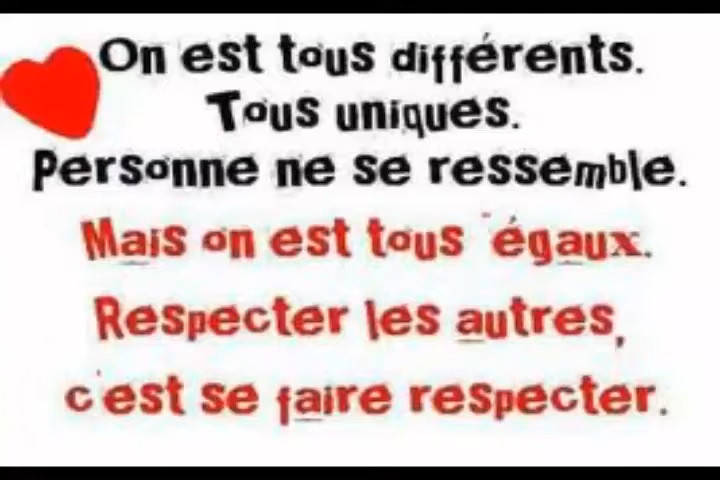 On est tous différents.
Tous uniques.
Personne ne se ressemble.
Mais on est tous égaux.
Respecter les autres,
c'est se faire respecter.